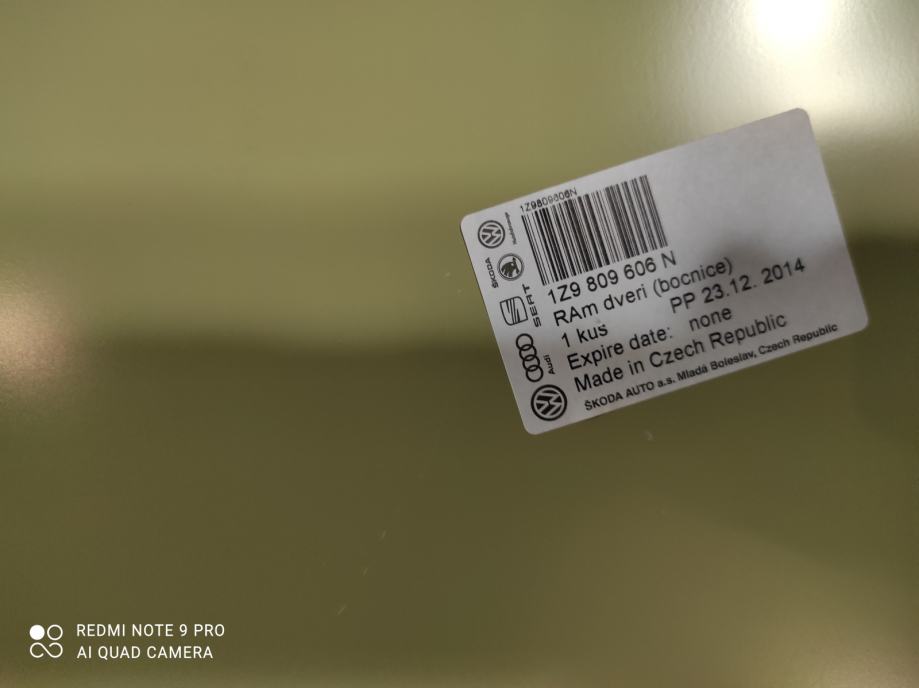 1Z9809606N
1Z9 809 606 N
RAm dveri (bocnice)
1 kus PP 23.12. 2014
Expire date: none
Made in Czech Republic
ŠKODA AUTO a.s. Mladá Boleslav, Czech Republic
ŠKODA
SEAT
Audi
REDMI NOTE 9 PRO
AI QUAD CAMERA